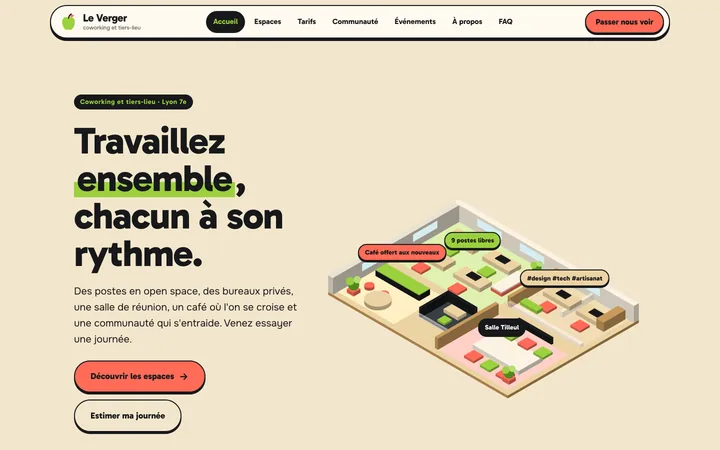 Le Verger
coworking et tiers-lieu
Accueil
Espaces
Tarifs
Communauté
Événements
À propos
FAQ
Passer nous voir
Coworking et tiers-lieu · Lyon 7e
Travaillez
ensemble,
chacun à son
rythme.
Des postes en open space, des bureaux privés,
une salle de réunion, un café où l'on se croise et
une communauté qui s'entraide. Venez essayer
une journée.
Découvrir les espaces →
Estimer ma journée
9 postes libres
Café offert aux nouveaux
#design #tech #artisanat
Salle Tilleul